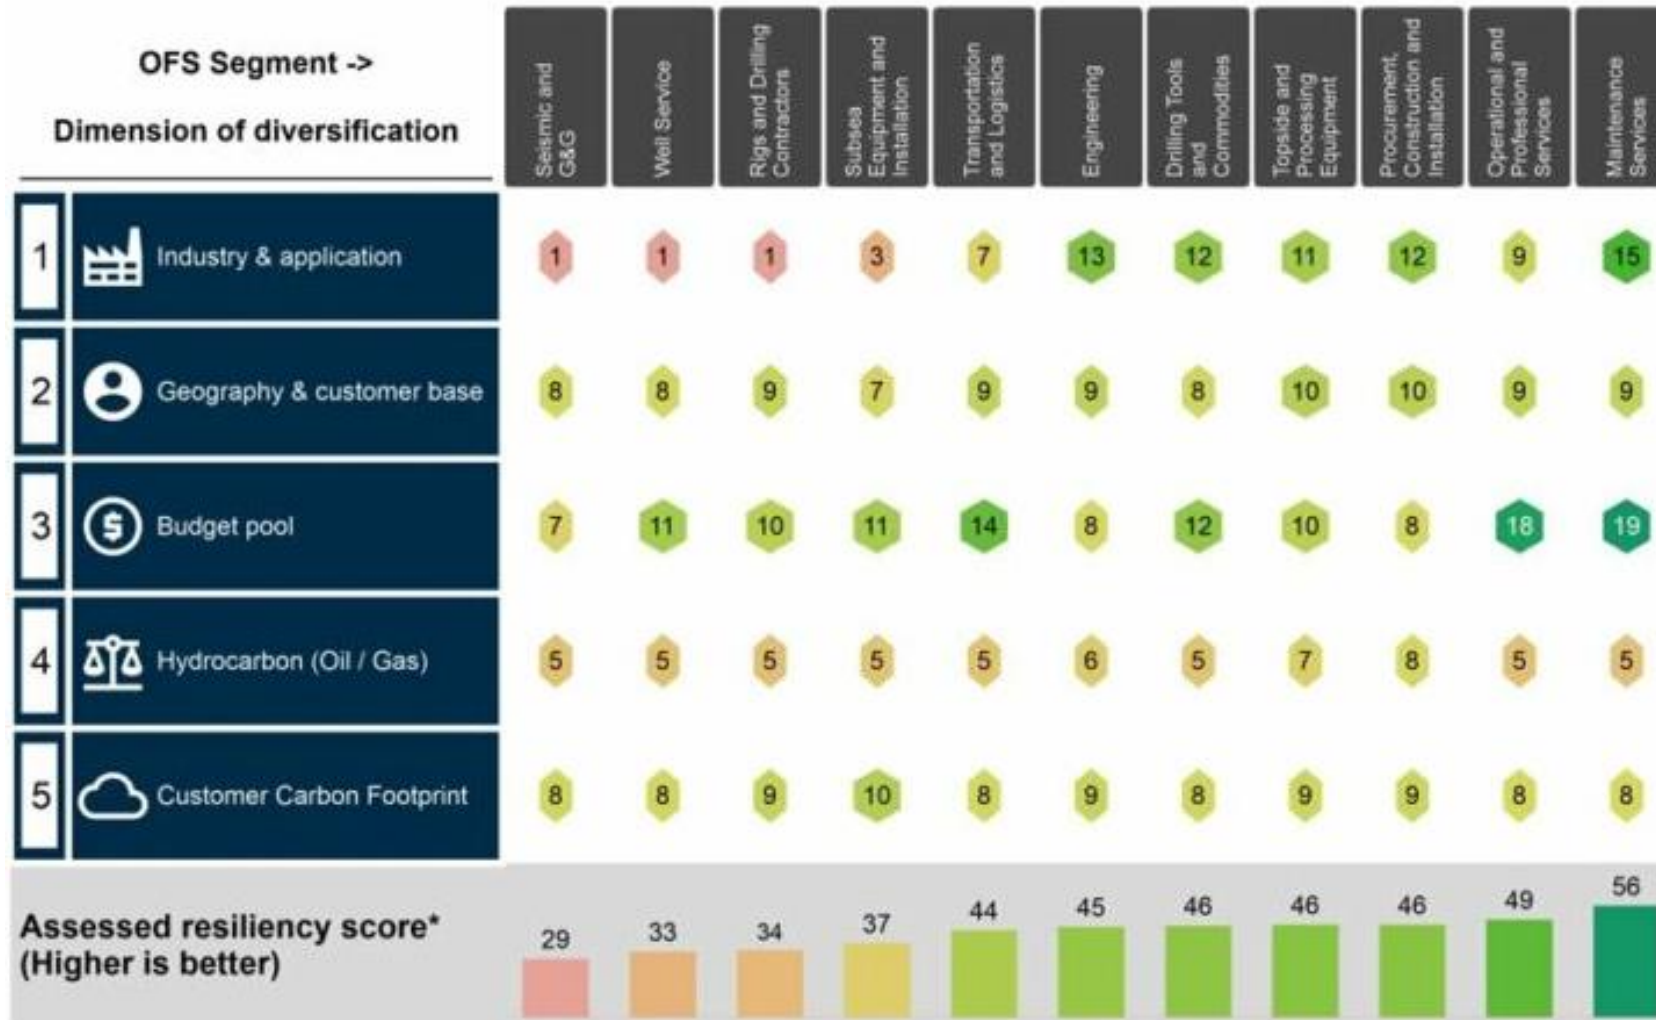 OFS Segment ->
Dimension of diversification
Seismic and
G&G
Well Service
Rigs and Drilling
Contractors
Subsea
Equipment and
Installation
Transportation
and Logistics
Engineering
Drilling Tools
and
Commodities
Topside and
Processing
Equipment
Procurement,
Construction and
Installation
Operational and
Professional
Services
Maintenance
Services
1 Industry & application 1 1 1 3 7 13 12 11 12 9 15
2 Geography & customer base 8 8 9 7 9 9 8 10 10 9 9
3 $ Budget pool 7 11 10 11 14 8 12 10 8 18 19
4 Hydrocarbon (Oil / Gas) 5 5 5 5 5 6 5 7 8 5 5
5 Customer Carbon Footprint 8 8 9 10 8 9 8 9 9 8 8
Assessed resiliency score*
(Higher is better)
29 33 34 37 44 45 46 46 46 49 56